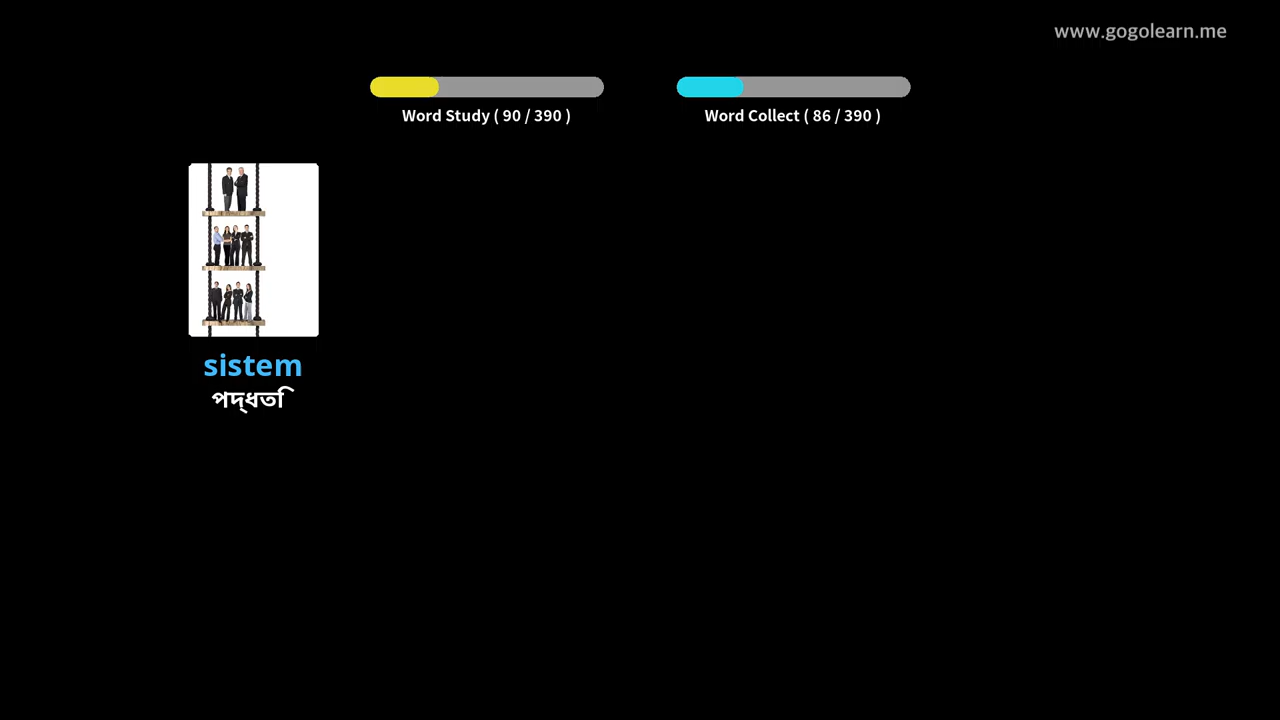 www.gogolearn.me
Word Study ( 90 / 390 )
Word Collect ( 86 / 390 )
sistem
পদ্ধতি